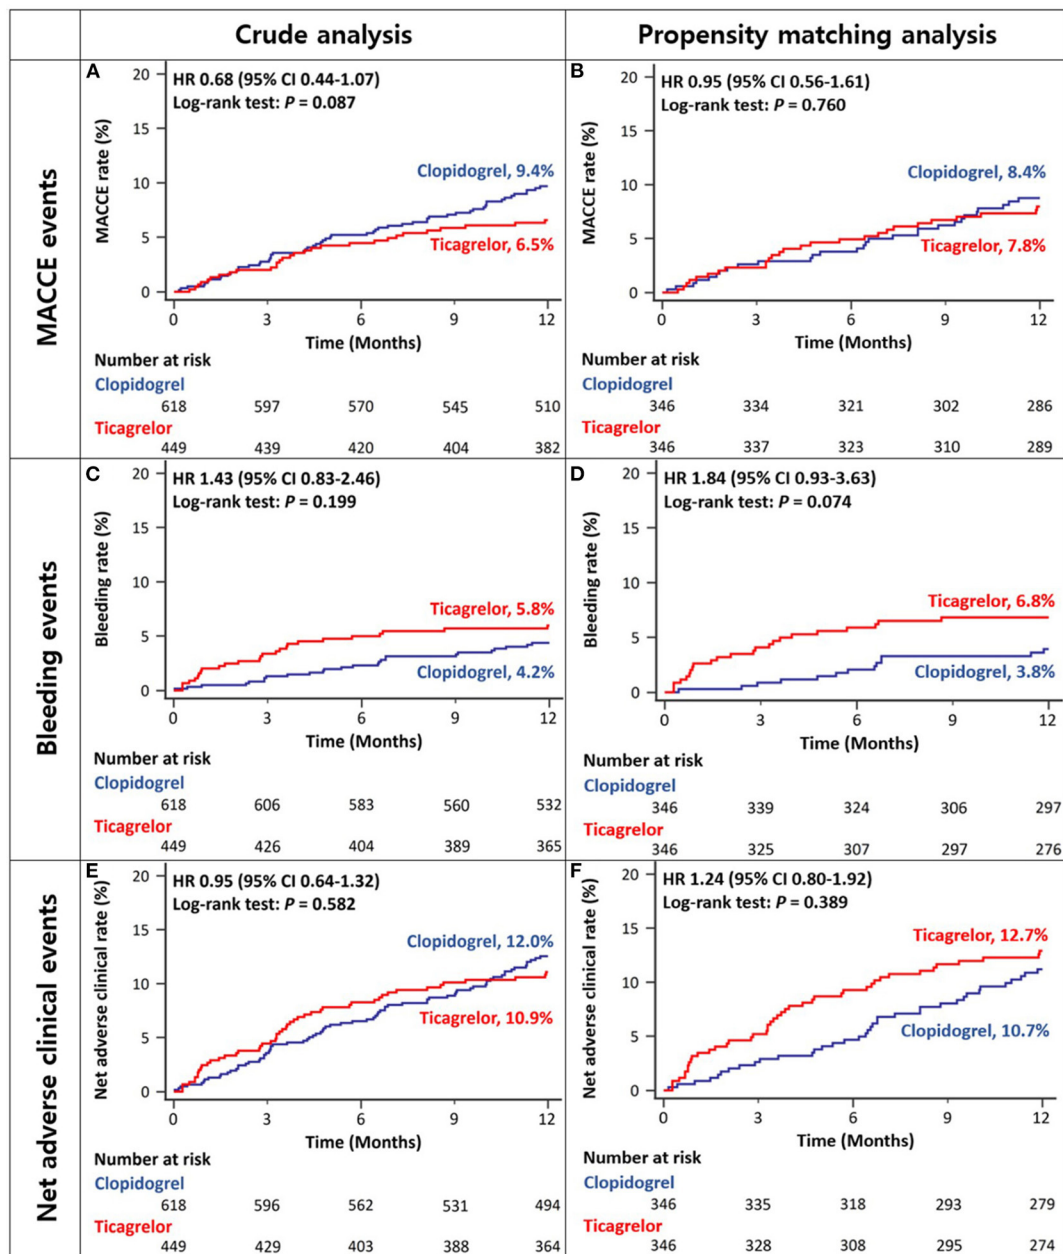 Crude analysis
Propensity matching analysis
MACCE events
A
HR 0.68 (95% CI 0.44-1.07)
Log-rank test: P = 0.087
MACCE rate (%)
20
15
10
5
0
Clopidogrel, 9.4%
Ticagrelor, 6.5%
0 3 6 9 12
Time (Months)
Number at risk
Clopidogrel
618 597 570 545 510
Ticagrelor
449 439 420 404 382
B
HR 0.95 (95% CI 0.56-1.61)
Log-rank test: P = 0.760
MACCE rate (%)
20
15
10
5
0
Clopidogrel, 8.4%
Ticagrelor, 7.8%
0 3 6 9 12
Time (Months)
Number at risk
Clopidogrel
346 334 321 302 286
Ticagrelor
346 337 323 310 289
Bleeding events
C
HR 1.43 (95% CI 0.83-2.46)
Log-rank test: P = 0.199
Bleeding rate (%)
20
15
10
5
0
Ticagrelor, 5.8%
Clopidogrel, 4.2%
0 3 6 9 12
Time (Months)
Number at risk
Clopidogrel
618 606 583 560 532
Ticagrelor
449 426 404 389 365
D
HR 1.84 (95% CI 0.93-3.63)
Log-rank test: P = 0.074
Bleeding rate (%)
20
15
10
5
0
Ticagrelor, 6.8%
Clopidogrel, 3.8%
0 3 6 9 12
Time (Months)
Number at risk
Clopidogrel
346 339 324 306 297
Ticagrelor
346 325 307 297 276
Net adverse clinical events
E
HR 0.95 (95% CI 0.64-1.32)
Log-rank test: P = 0.582
Net adverse clinical rate (%)
20
15
10
5
0
Clopidogrel, 12.0%
Ticagrelor, 10.9%
0 3 6 9 12
Time (Months)
Number at risk
Clopidogrel
618 596 562 531 494
Ticagrelor
449 429 403 388 364
F
HR 1.24 (95% CI 0.80-1.92)
Log-rank test: P = 0.389
Net adverse clinical rate (%)
20
15
10
5
0
Ticagrelor, 12.7%
Clopidogrel, 10.7%
0 3 6 9 12
Time (Months)
Number at risk
Clopidogrel
346 335 318 293 279
Ticagrelor
346 328 308 295 274